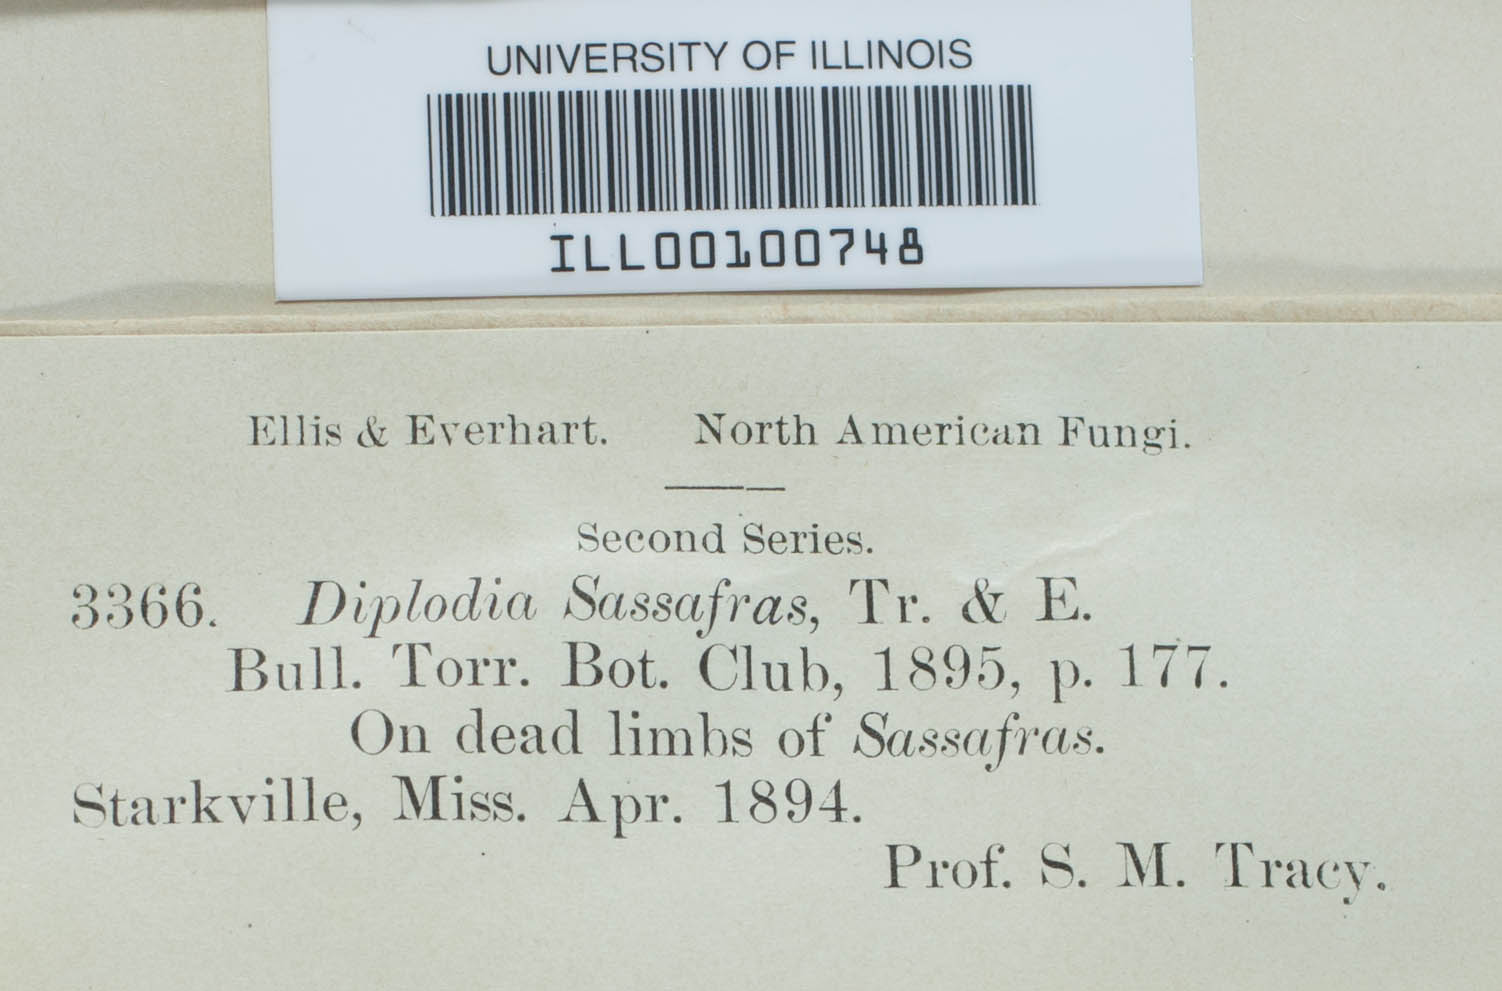 UNIVERSITY OF ILLINOIS
ILL00100748
Ellis & Everhart. North American Fungi.
Second Series.
3366. Diplodia Sassafras, Tr. & E.
Bull. Torr. Bot. Club, 1895, p. 177.
On dead limbs of Sassafras.
Starkville, Miss. Apr. 1894.
Prof. S. M. Tracy.